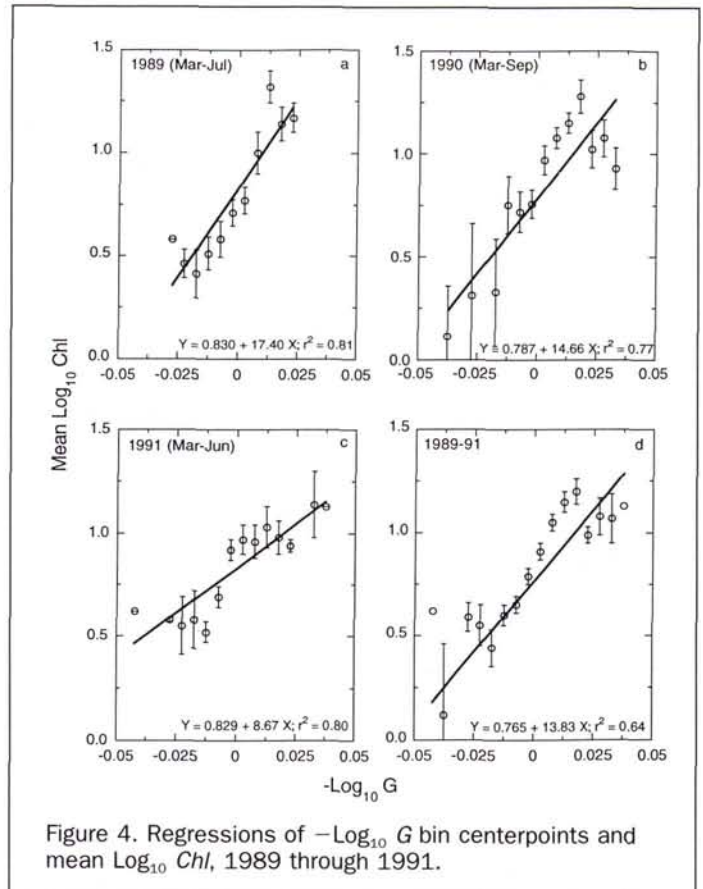 1.5
1989 (Mar-Jul) a
1.0
0.5
Y = 0.830 + 17.40 X; r² = 0.81
0.0
-0.05 -0.025 0 0.025 0.05
1.5
1990 (Mar-Sep) b
1.0
0.5
Y = 0.787 + 14.66 X; r² = 0.77
0.0
-0.05 -0.025 0 0.025 0.05
Mean Log₁₀ Chl
1.5
1991 (Mar-Jun) c
1.0
0.5
Y = 0.829 + 8.67 X; r² = 0.80
0.0
-0.05 -0.025 0 0.025 0.05
1.5
1989-91 d
1.0
0.5
Y = 0.765 + 13.83 X; r² = 0.64
0.0
-0.05 -0.025 0 0.025 0.05
-Log₁₀ G
Figure 4. Regressions of −Log₁₀ G bin centerpoints and
mean Log₁₀ Chl, 1989 through 1991.